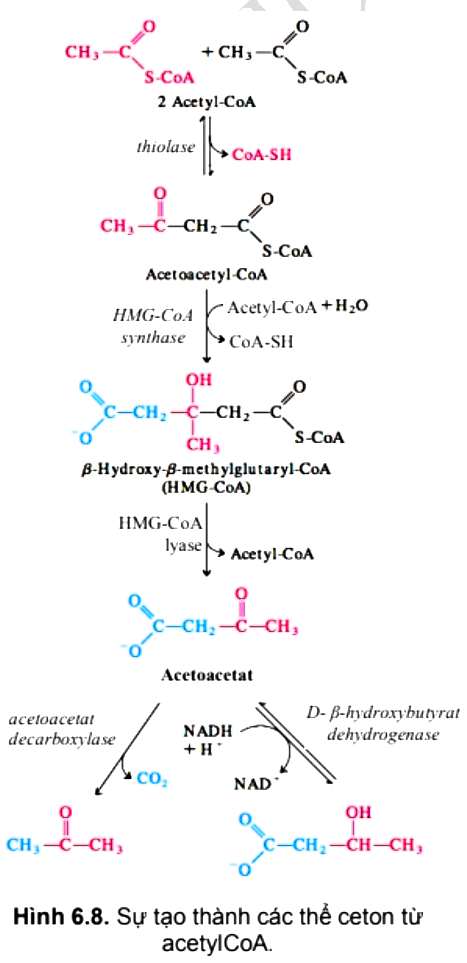 CH₃—C(=O)—S-CoA + CH₃—C(=O)—S-CoA
2 Acetyl-CoA
thiolase
CoA-SH
CH₃—C(=O)—CH₂—C(=O)—S-CoA
Acetoacetyl-CoA
HMG-CoA
synthase
Acetyl-CoA + H₂O
CoA-SH
⁻O—C(=O)—CH₂—C(OH)(CH₃)—CH₂—C(=O)—S-CoA
β-Hydroxy-β-methylglutaryl-CoA
(HMG-CoA)
HMG-CoA
lyase
Acetyl-CoA
⁻O—C(=O)—CH₂—C(=O)—CH₃
Acetoacetat
acetoacetat
decarboxylase
CO₂
NADH
+ H⁺
NAD⁺
D- β-hydroxybutyrat
dehydrogenase
CH₃—C(=O)—CH₃
⁻O—C(=O)—CH₂—CH(OH)—CH₃
Hình 6.8. Sự tạo thành các thể ceton từ
acetylCoA.